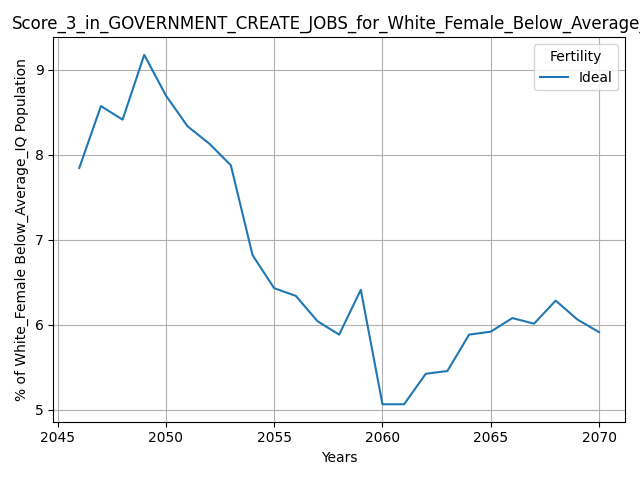 Score_3_in_GOVERNMENT_CREATE_JOBS_for_White_Female_Below_Average_
Fertility
Ideal
% of White_Female Below_Average_IQ Population
9
8
7
6
5
2045 2050 2055 2060 2065 2070
Years